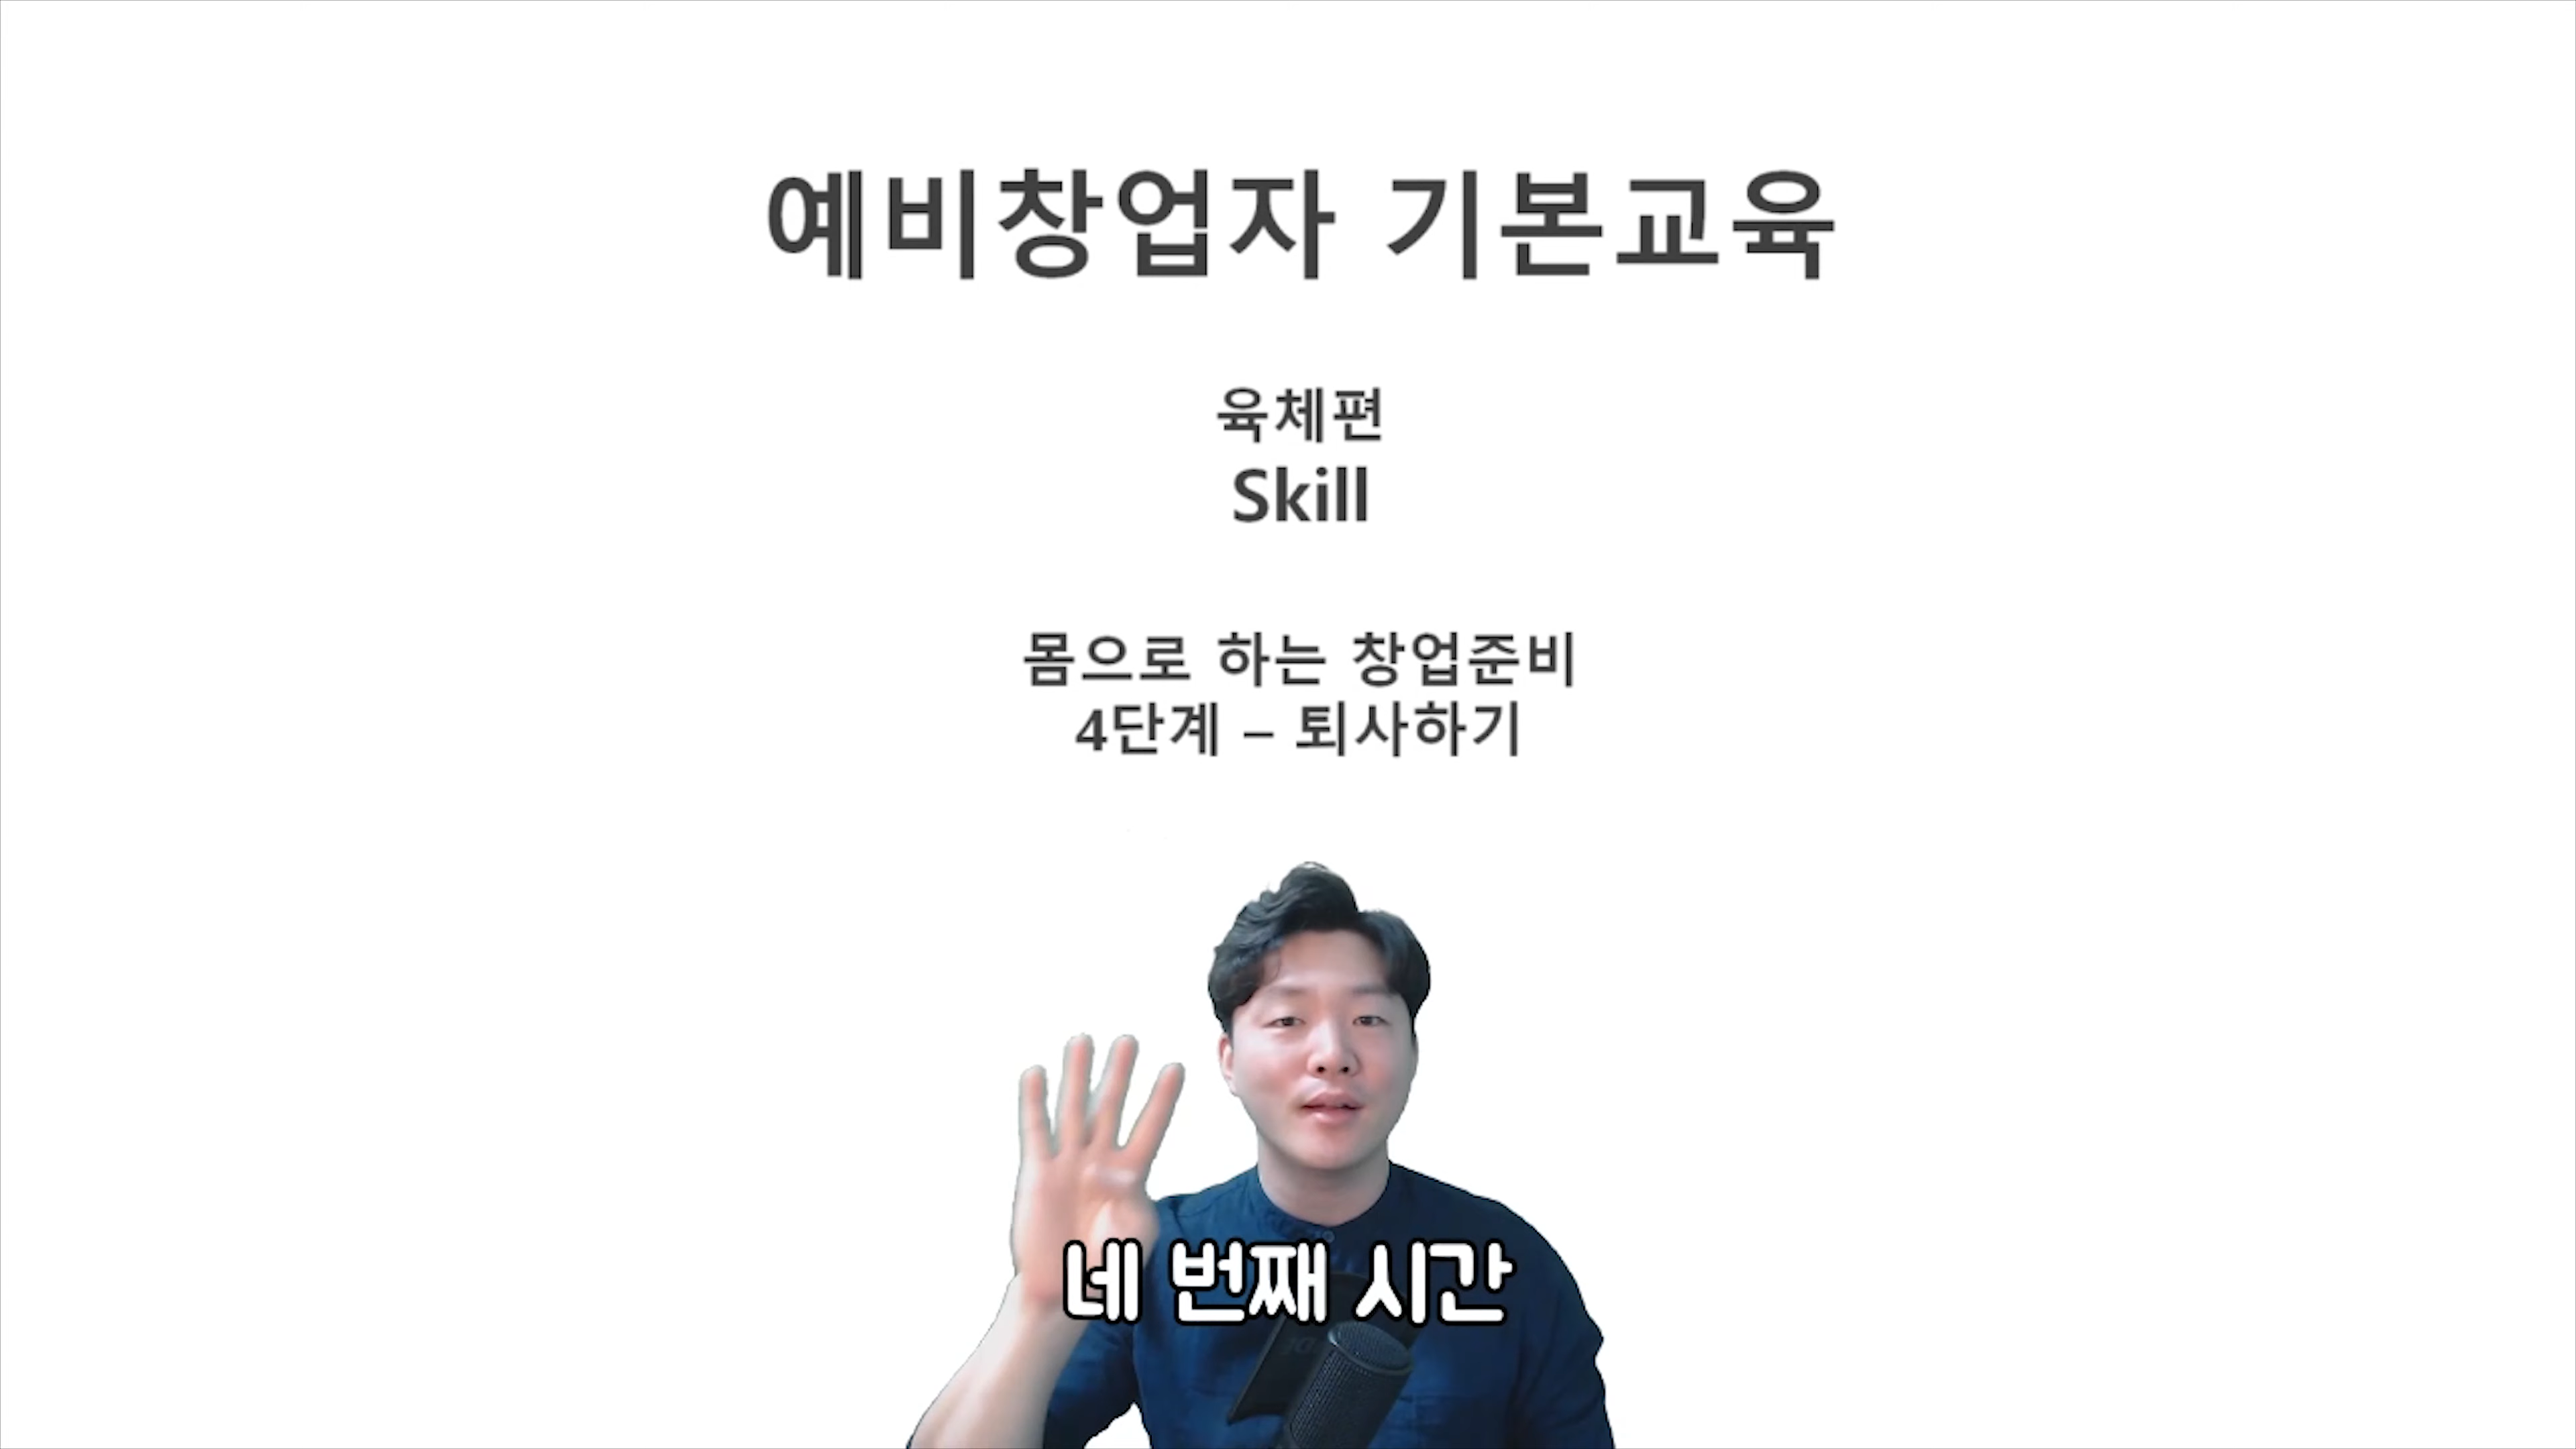 예비창업자 기본교육
육체편
Skill
몸으로 하는 창업준비
4단계 – 퇴사하기
네 번째 시간